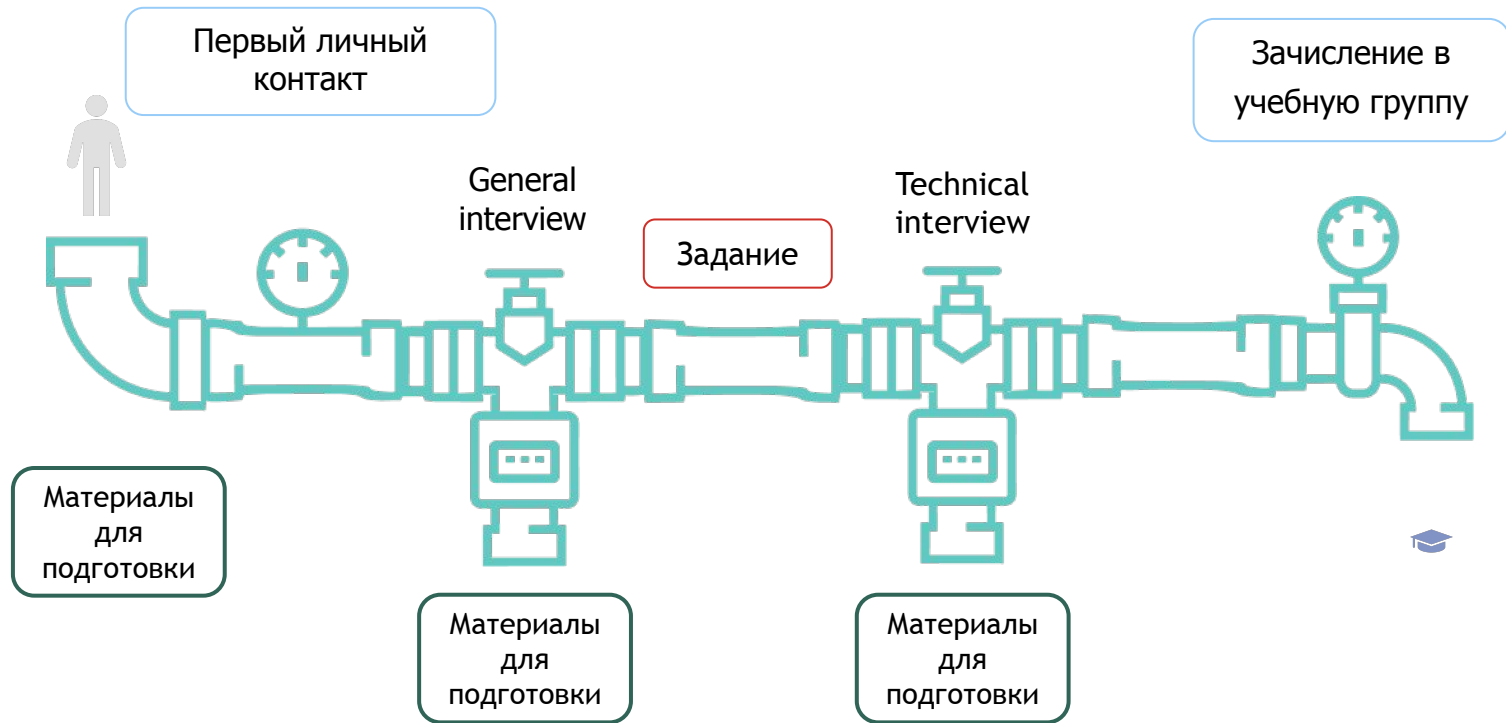 Первый личный
контакт
Зачисление в
учебную группу
General
interview
Technical
interview
Задание
Материалы
для
подготовки
Материалы
для
подготовки
Материалы
для
подготовки